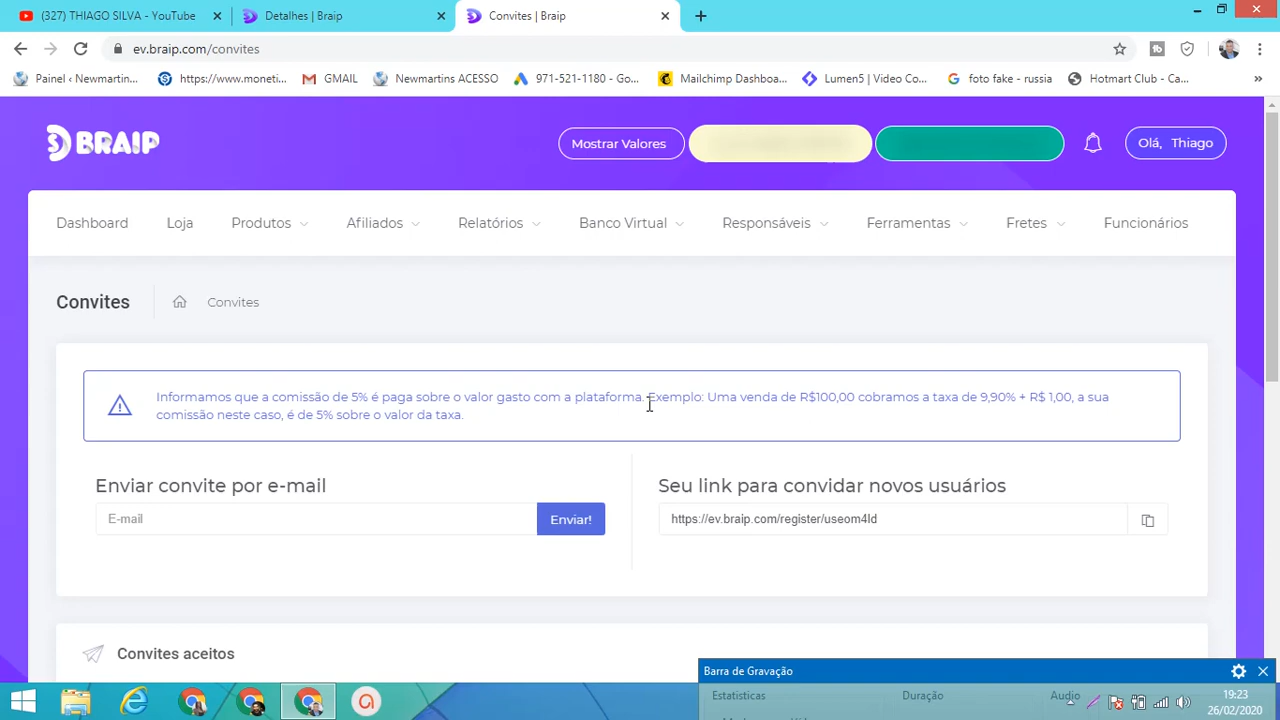 (327) THIAGO SILVA - YouTube
Detalhes | Braip
Convites | Braip
ev.braip.com/convites
Painel ‹ Newmartin...
https://www.moneti...
GMAIL
Newmartins ACESSO
971-521-1180 - Go...
Mailchimp Dashboa...
Lumen5 | Video Co...
foto fake - russia
Hotmart Club - Ca...
»
BRAIP
Mostrar Valores
Olá, Thiago
Dashboard
Loja
Produtos
Afiliados
Relatórios
Banco Virtual
Responsáveis
Ferramentas
Fretes
Funcionários
Convites
Convites
Informamos que a comissão de 5% é paga sobre o valor gasto com a plataforma. Exemplo: Uma venda de R$100,00 cobramos a taxa de 9,90% + R$ 1,00, a sua
comissão neste caso, é de 5% sobre o valor da taxa.
Enviar convite por e-mail
E-mail
Enviar!
Seu link para convidar novos usuários
https://ev.braip.com/register/useom4ld
Convites aceitos
Barra de Gravação
Estatísticas
Duração
Audio
19:23
26/02/2020